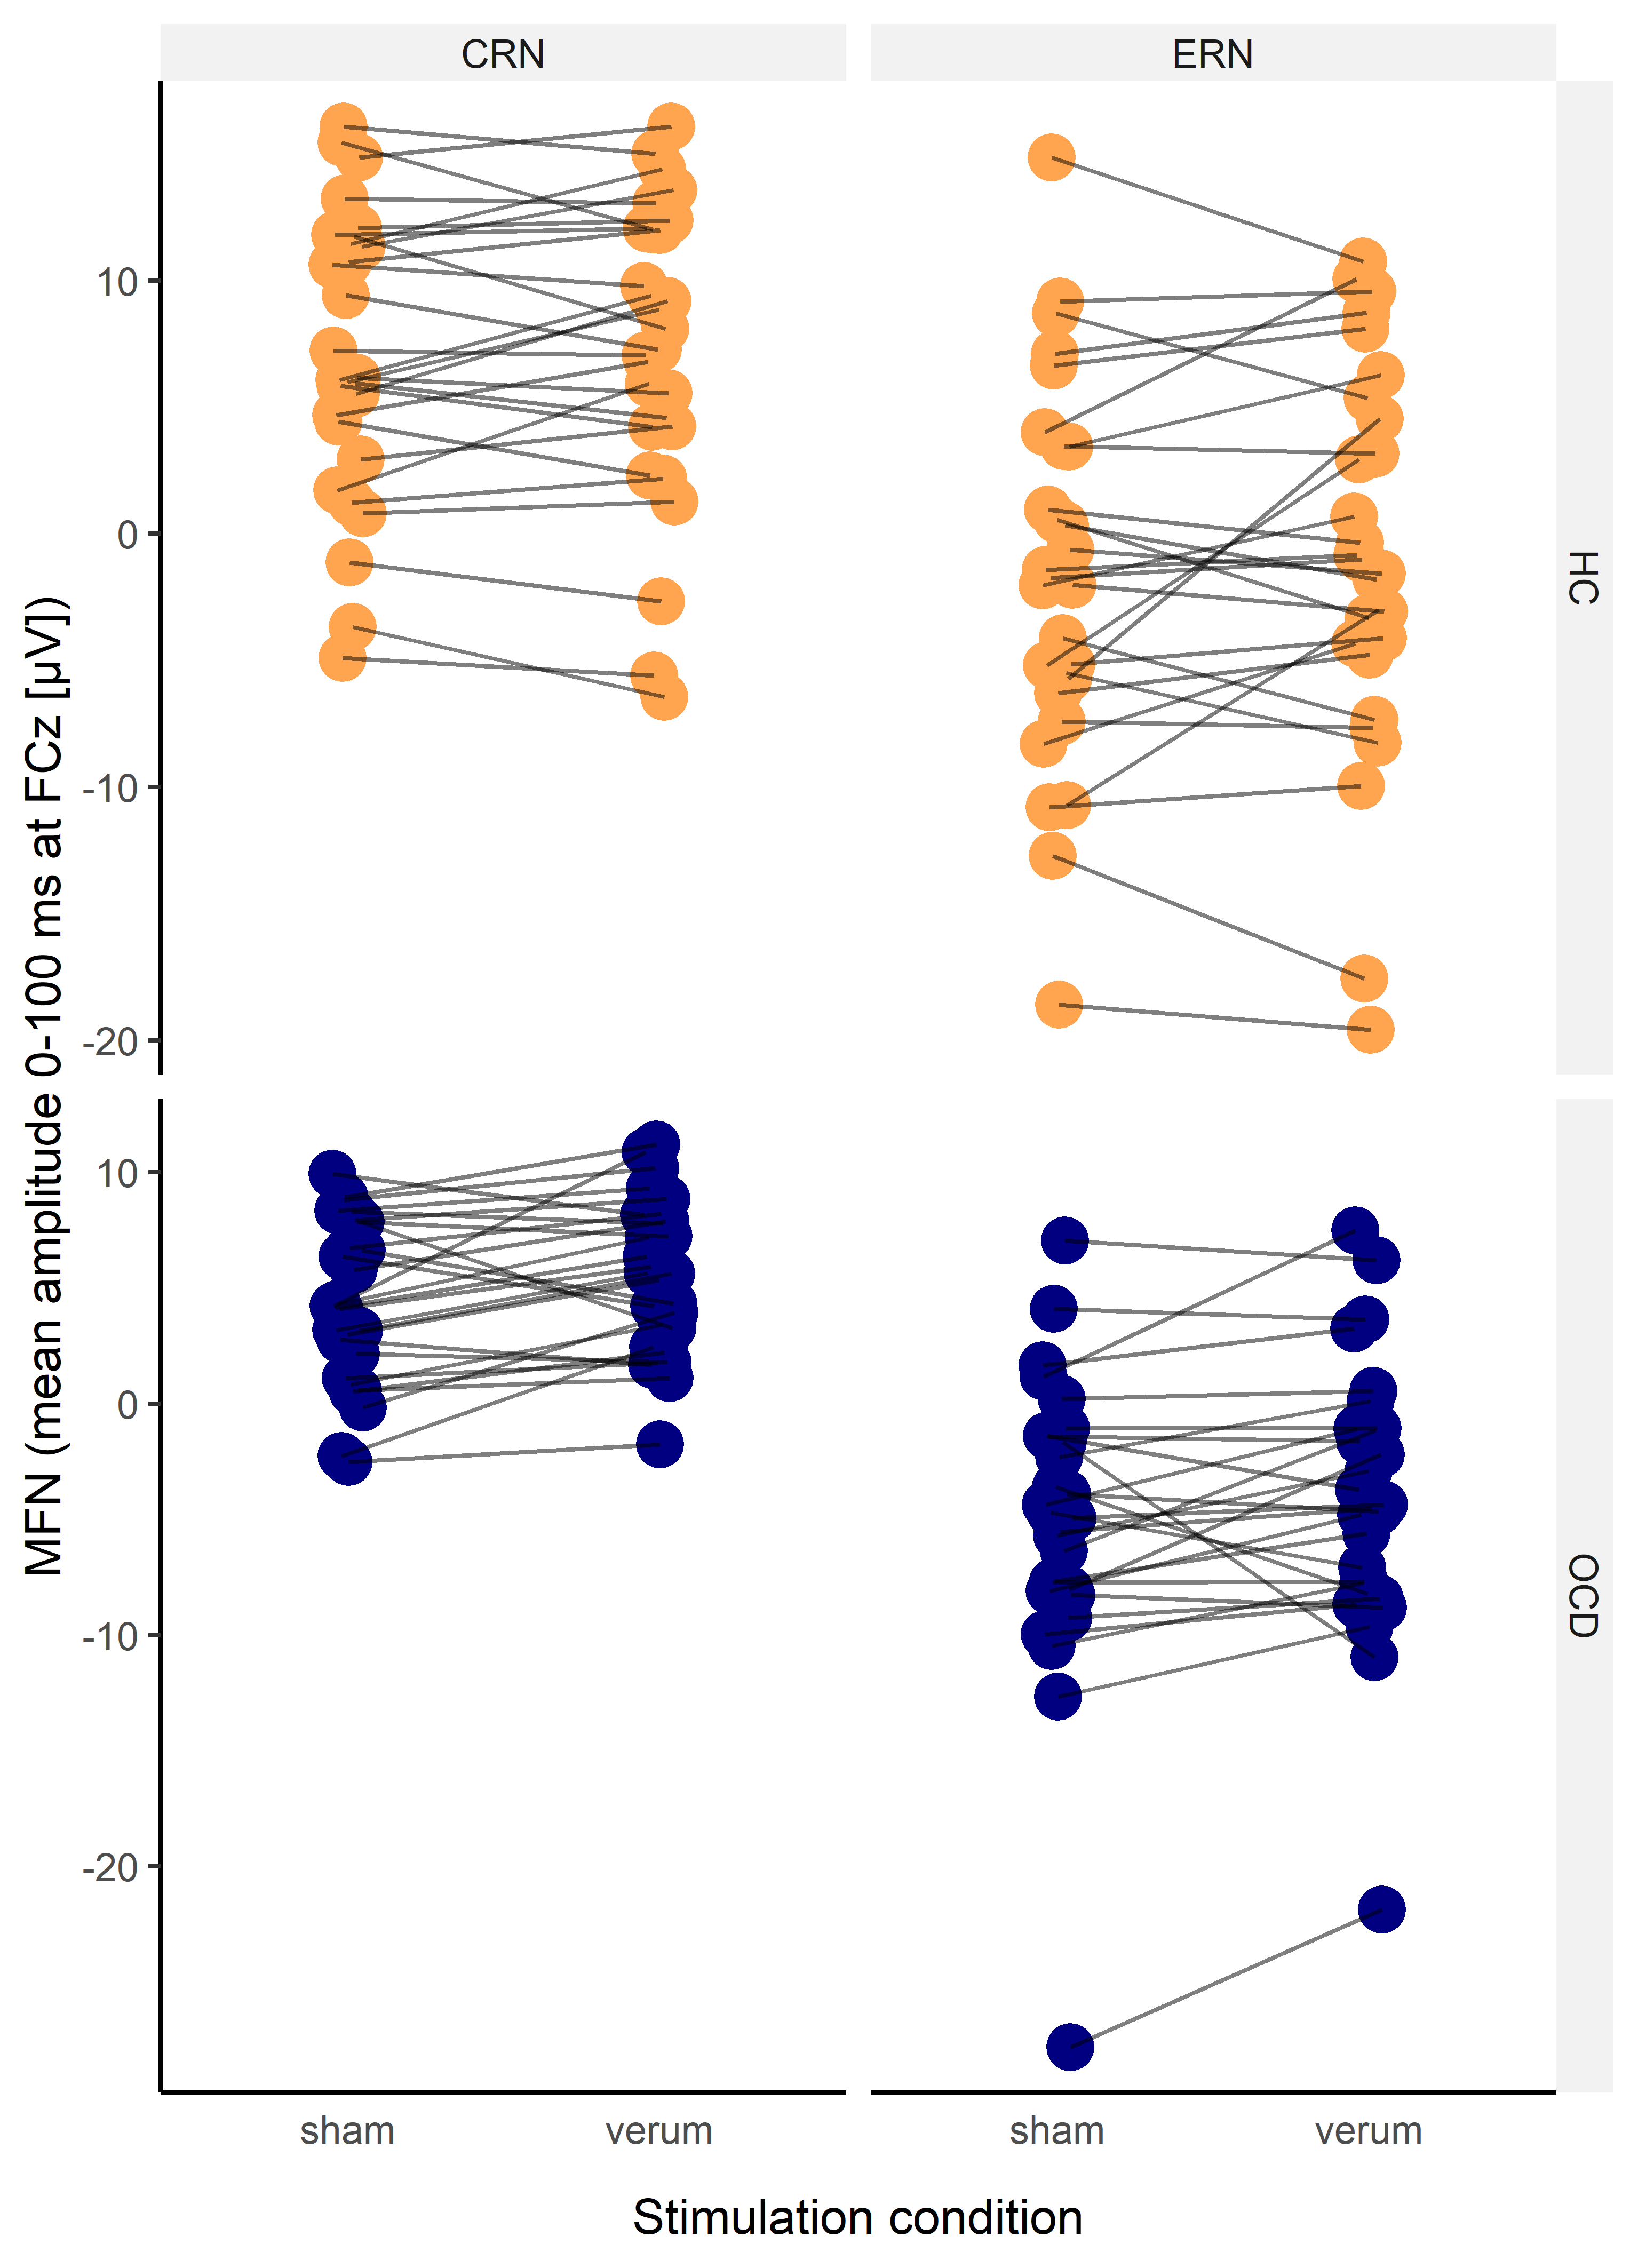 CRN
ERN
MFN (mean amplitude 0-100 ms at FCz [µV])
10
0
-10
-20
HC
10
0
-10
-20
OCD
sham
verum
sham
verum
Stimulation condition